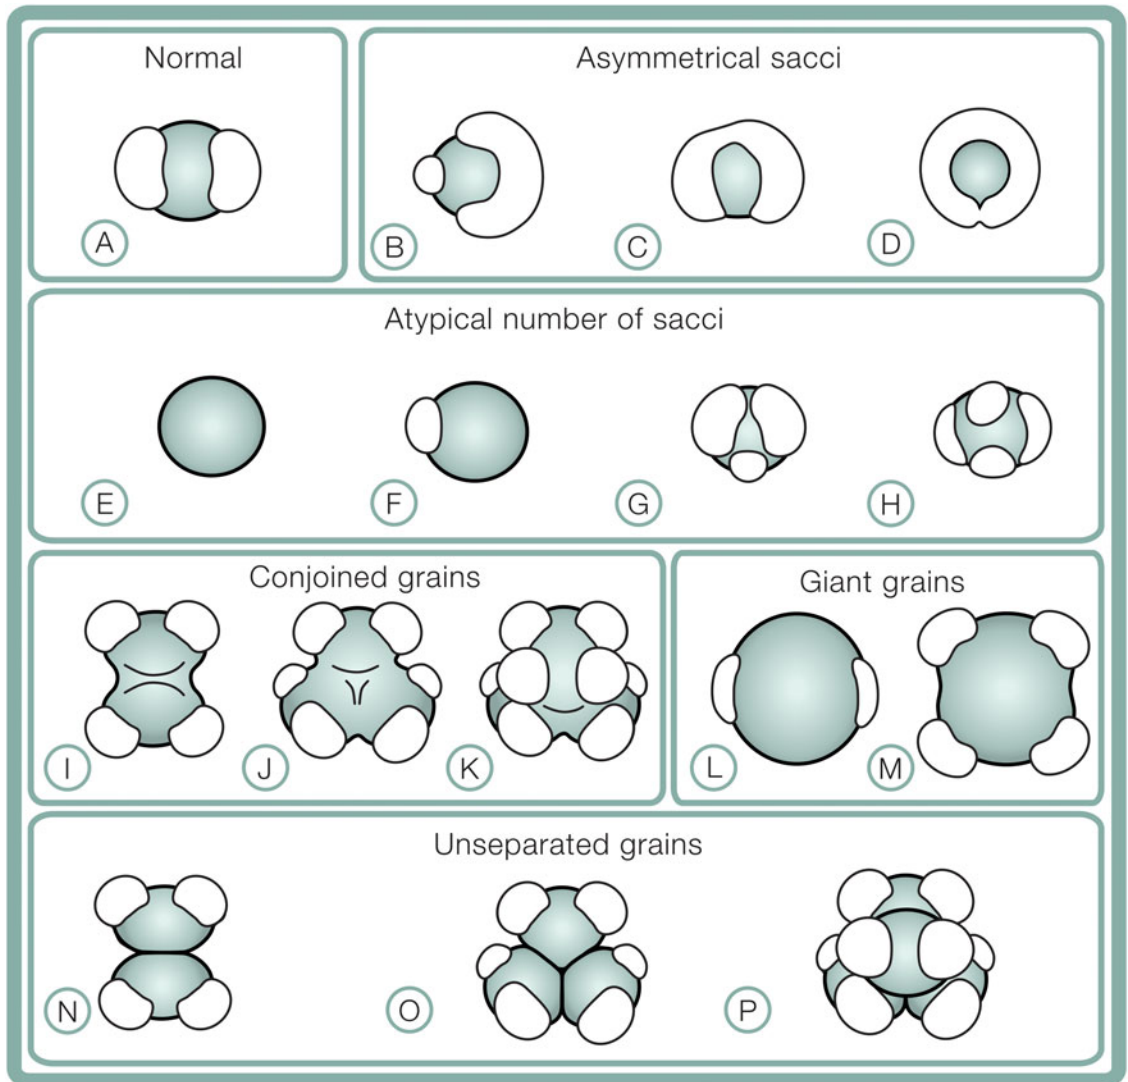 Normal
Asymmetrical sacci
A
B
C
D
Atypical number of sacci
E
F
G
H
Conjoined grains
Giant grains
I
J
K
L
M
Unseparated grains
N
O
P